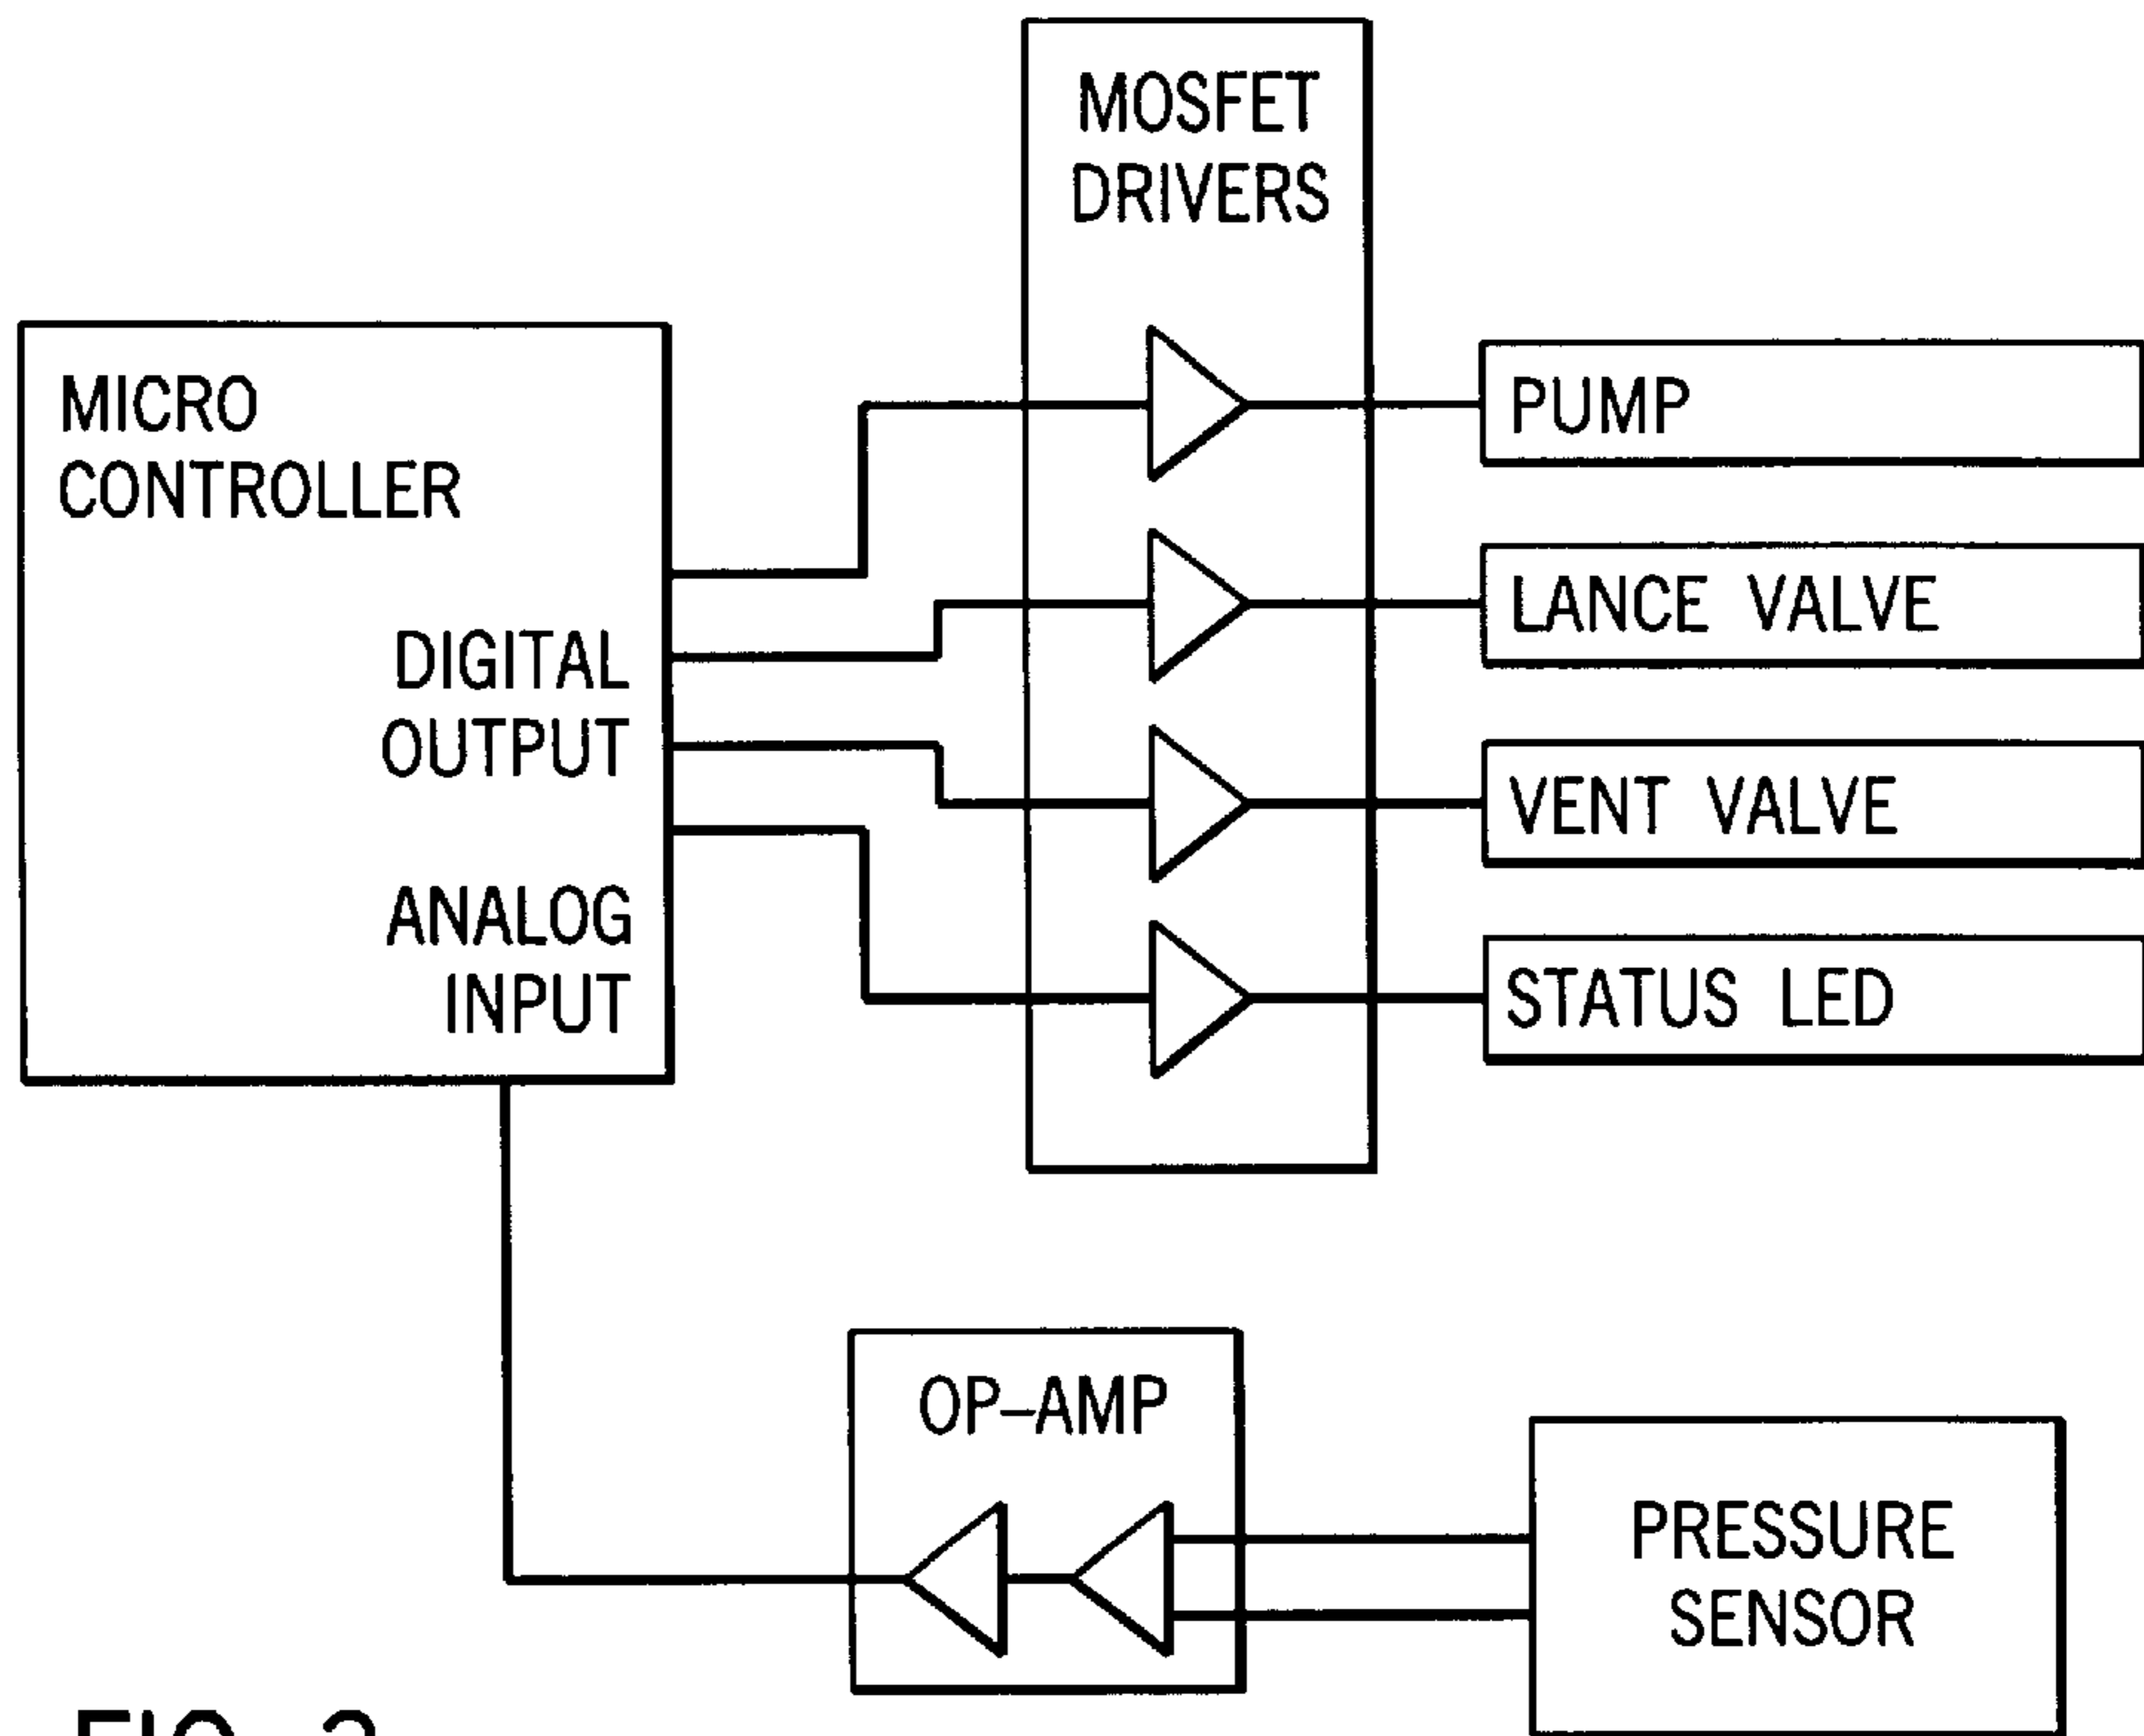 MOSFET
DRIVERS
MICRO
CONTROLLER
DIGITAL
OUTPUT
ANALOG
INPUT
PUMP
LANCE VALVE
VENT VALVE
STATUS LED
OP–AMP
PRESSURE
SENSOR